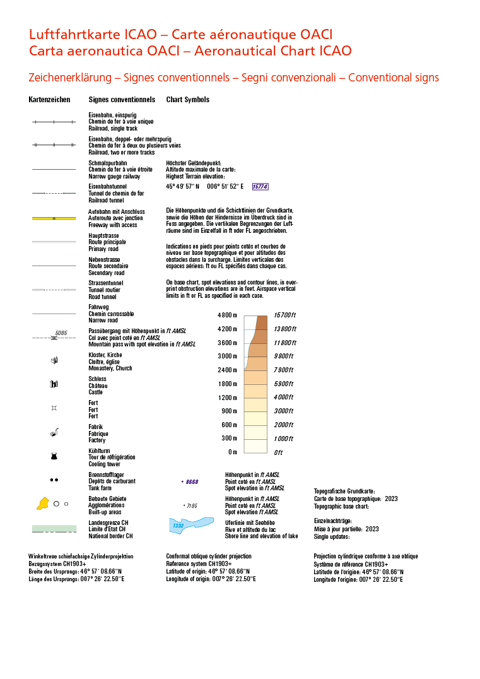 Luftfahrtkarte ICAO – Carte aéronautique OACI
Carta aeronautica OACI – Aeronautical Chart ICAO
Zeichenerklärung – Signes conventionnels – Segni convenzionali – Conventional signs
Kartenzeichen Signes conventionnels Chart Symbols
Eisenbahn, einspurig
Chemin de fer à voie unique
Railroad, single track
Eisenbahn, doppel- oder mehrspurig
Chemin de fer à deux ou plusieurs voies
Railroad, two or more tracks
Schmalspurbahn
Chemin de fer à voie étroite
Narrow gauge railway
Eisenbahntunnel
Tunnel de chemin de fer
Railroad tunnel
Autobahn mit Anschluss
Autoroute avec jonction
Freeway with access
Hauptstrasse
Route principale
Primary road
Nebenstrasse
Route secondaire
Secondary road
Strassentunnel
Tunnel routier
Road tunnel
Fahrweg
Chemin carrossable
Narrow road
Passübergang mit Höhenpunkt in ft AMSL
Col avec point coté en ft AMSL
Mountain pass with spot elevation in ft AMSL
Kloster, Kirche
Cloître, église
Monastery, Church
Schloss
Château
Castle
Fort
Fort
Fort
Fabrik
Fabrique
Factory
Kühlturm
Tour de réfrigération
Cooling tower
Brennstofflager
Dépôts de carburant
Tank farm
Bebaute Gebiete
Agglomérations
Built-up areas
Landesgrenze CH
Limite d'Etat CH
National border CH
Höchster Geländepunkt:
Altitude maximale de la carte:
Highest Terrain elevation:
45° 49' 57'' N 006° 51' 52'' E 15774
Die Höhenpunkte und die Schichtlinien der Grundkarte,
sowie die Höhen der Hindernisse im Überdruck sind in
Fuss angegeben. Die vertikalen Begrenzungen der Luft-
räume sind im Einzelfall in ft oder FL angeschrieben.
Indications en pieds pour points cotés et courbes de
niveau sur base topographique et pour altitudes des
obstacles dans la surcharge. Limites verticales des
espaces aériens: ft ou FL spécifiés dans chaque cas.
On base chart, spot elevations and contour lines, in over-
print obstruction elevations are in feet. Airspace vertical
limits in ft or FL as specified in each case.
4800 m 15700 ft
4200 m 13800 ft
3600 m 11800 ft
3000 m 9800 ft
2400 m 7900 ft
1800 m 5900 ft
1200 m 4000 ft
900 m 3000 ft
600 m 2000 ft
300 m 1000 ft
0 m 0 ft
8668
Höhenpunkt in ft AMSL
Point coté en ft AMSL
Spot elevation in ft AMSL
7185
Höhenpunkt in ft AMSL
Point coté en ft AMSL
Spot elevation ft AMSL
Uferlinie mit Seehöhe
Rive et altitude du lac
Shore line and elevation of lake
Topografische Grundkarte:
Carte de base topographique: 2023
Topographic base chart:
Einzelnachträge:
Mise à jour partielle: 2023
Single updates:
Winkeltreue schiefachsige Zylinderprojektion
Bezugssystem CH1903+
Breite des Ursprungs: 46° 57' 08.66''N
Länge des Ursprungs: 007° 26' 22.50''E
Conformal oblique cylinder projection
Reference system CH1903+
Latitude of origin: 46° 57' 08.66''N
Longitude of origin: 007° 26' 22.50''E
Projection cylindrique conforme à axe oblique
Système de référence CH1903+
Latitude de l'origine: 46° 57' 08.66''N
Longitude de l'origine: 007° 26' 22.50''E